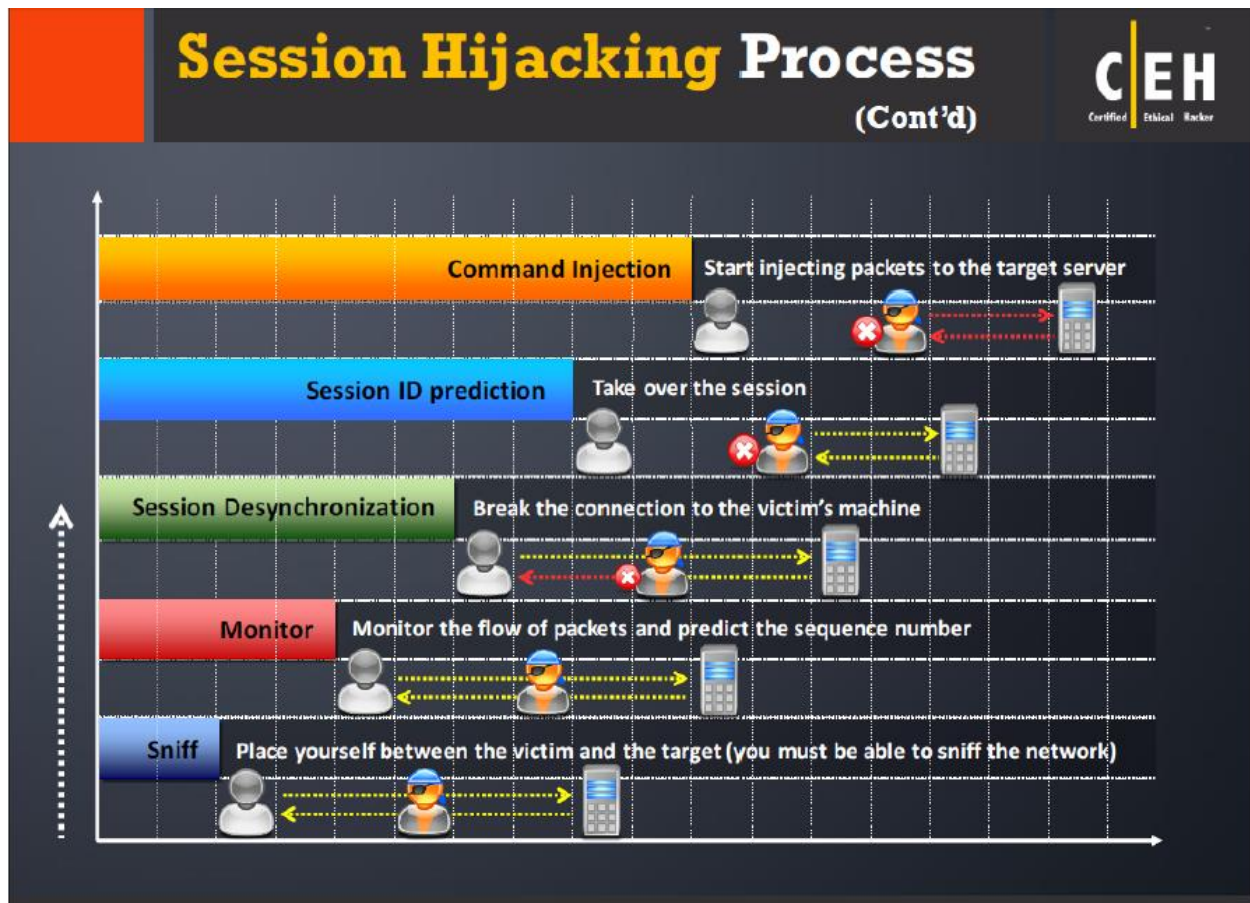 Session Hijacking Process
(Cont'd)
C EH
Certified Ethical Hacker
Command Injection
Start injecting packets to the target server
Session ID prediction
Take over the session
Session Desynchronization
Break the connection to the victim's machine
Monitor
Monitor the flow of packets and predict the sequence number
Sniff
Place yourself between the victim and the target (you must be able to sniff the network)